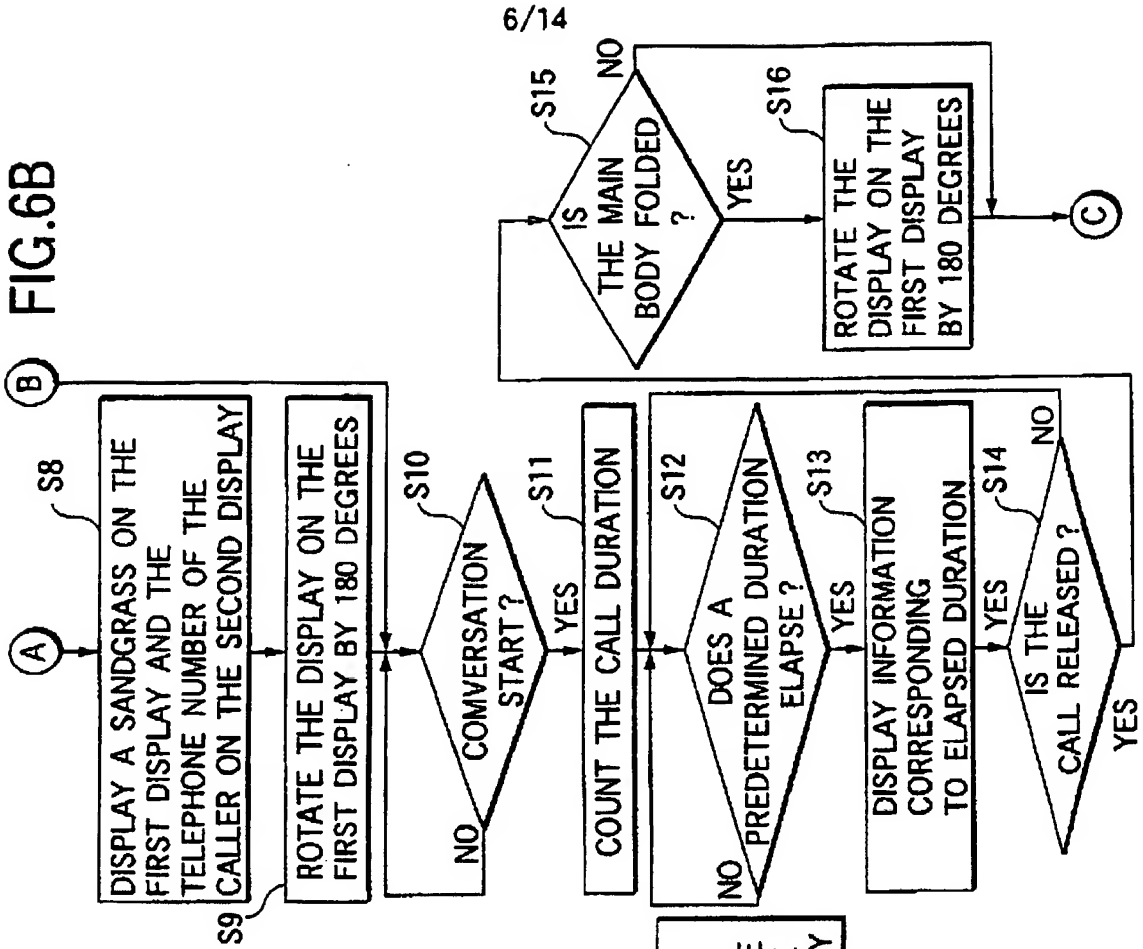 6/14
FIG.6B
A
B
S8
DISPLAY A SANDGRASS ON THE
FIRST DISPLAY AND THE
TELEPHONE NUMBER OF THE
CALLER ON THE SECOND DISPLAY
S9
ROTATE THE DISPLAY ON THE
FIRST DISPLAY BY 180 DEGREES
S10
COMVERSATION
START?
NO
YES
S11
COUNT THE CALL DURATION
S12
DOES A
PREDETERMINED DURATION
ELAPSE?
NO
YES
S13
DISPLAY INFORMATION
CORRESPONDING
TO ELAPSED DURATION
YES
S14
IS THE
CALL RELEASED?
NO
YES
S15
IS
THE MAIN
BODY FOLDED
?
NO
YES
S16
ROTATE THE
DISPLAY ON THE
FIRST DISPLAY
BY 180 DEGREES
C